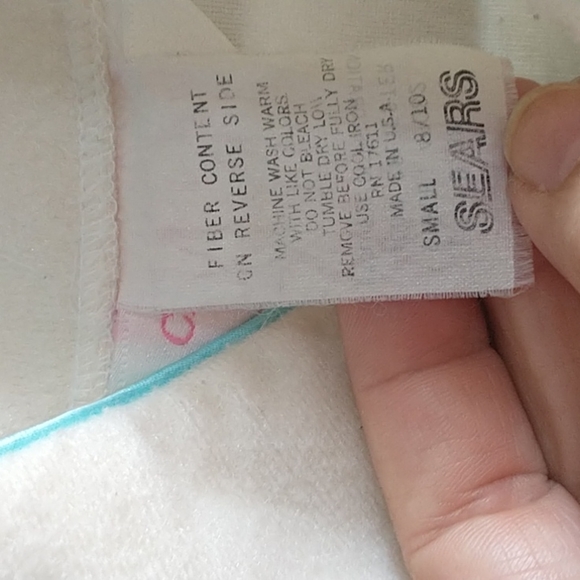 SEARS
SMALL 8/10S
MADE IN U.S.A.
RN 17611
USE COOL IRON
REMOVE BEFORE FULLY DRY
TUMBLE DRY LOW
DO NOT BLEACH
WITH LIKE COLORS
MACHINE WASH WARM
ON REVERSE SIDE
FIBER CONTENT